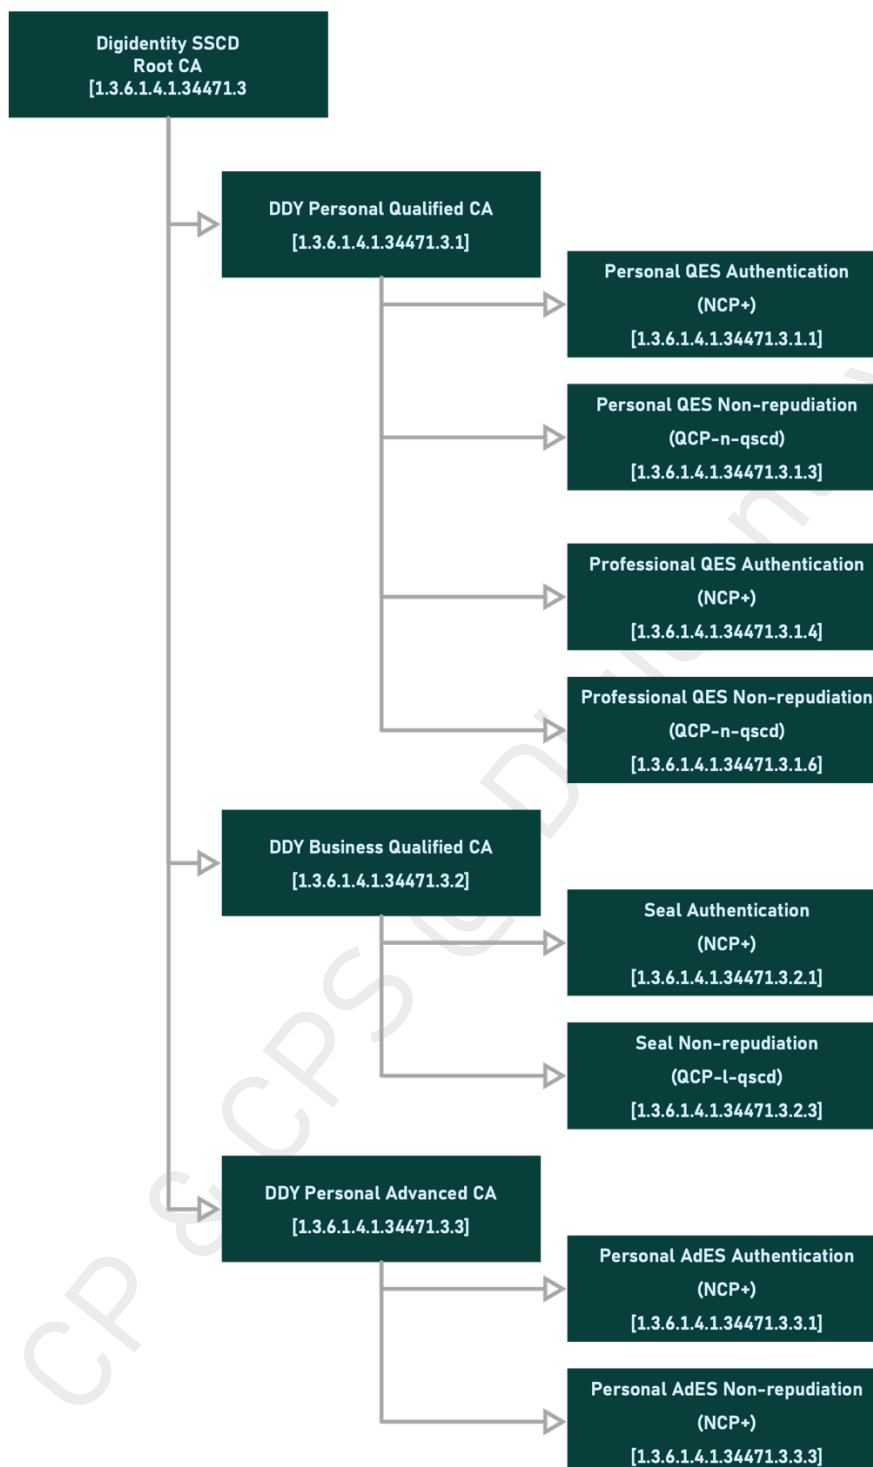 Digidentity SSCD
Root CA
[1.3.6.1.4.1.34471.3
DDY Personal Qualified CA
[1.3.6.1.4.1.34471.3.1]
Personal QES Authentication
(NCP+)
[1.3.6.1.4.1.34471.3.1.1]
Personal QES Non-repudiation
(QCP-n-qscd)
[1.3.6.1.4.1.34471.3.1.3]
Professional QES Authentication
(NCP+)
[1.3.6.1.4.1.34471.3.1.4]
Professional QES Non-repudiation
(QCP-n-qscd)
[1.3.6.1.4.1.34471.3.1.6]
DDY Business Qualified CA
[1.3.6.1.4.1.34471.3.2]
Seal Authentication
(NCP+)
[1.3.6.1.4.1.34471.3.2.1]
Seal Non-repudiation
(QCP-l-qscd)
[1.3.6.1.4.1.34471.3.2.3]
DDY Personal Advanced CA
[1.3.6.1.4.1.34471.3.3]
Personal AdES Authentication
(NCP+)
[1.3.6.1.4.1.34471.3.3.1]
Personal AdES Non-repudiation
(NCP+)
[1.3.6.1.4.1.34471.3.3.3]
CP & CPS @